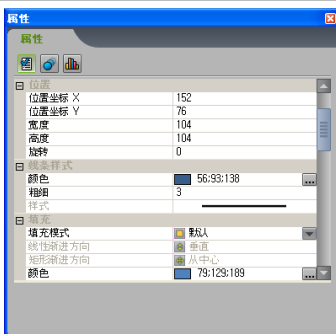 属性
属性
位置
位置坐标 X 152
位置坐标 Y 76
宽度 104
高度 104
旋转 0
线条样式
颜色 56;93;138
粗细 3
样式
填充
填充模式 默认
线性渐进方向 垂直
矩形渐进方向 从中心
颜色 79;129;189